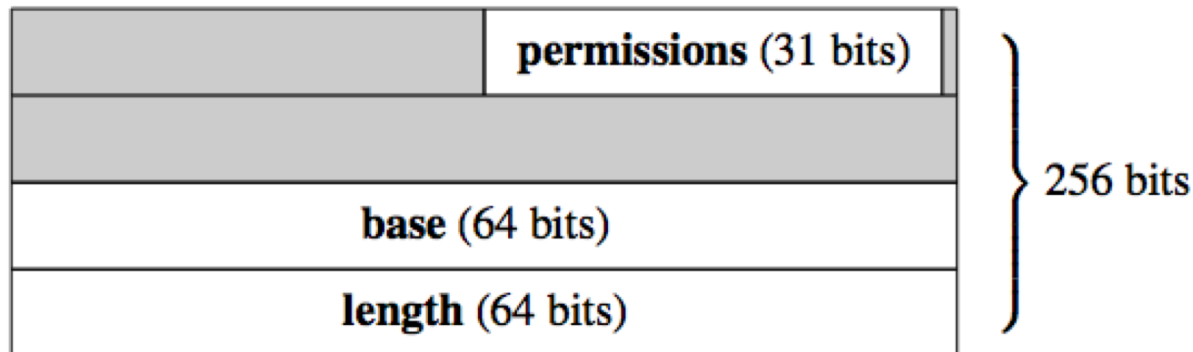 permissions (31 bits)
256 bits
base (64 bits)
length (64 bits)